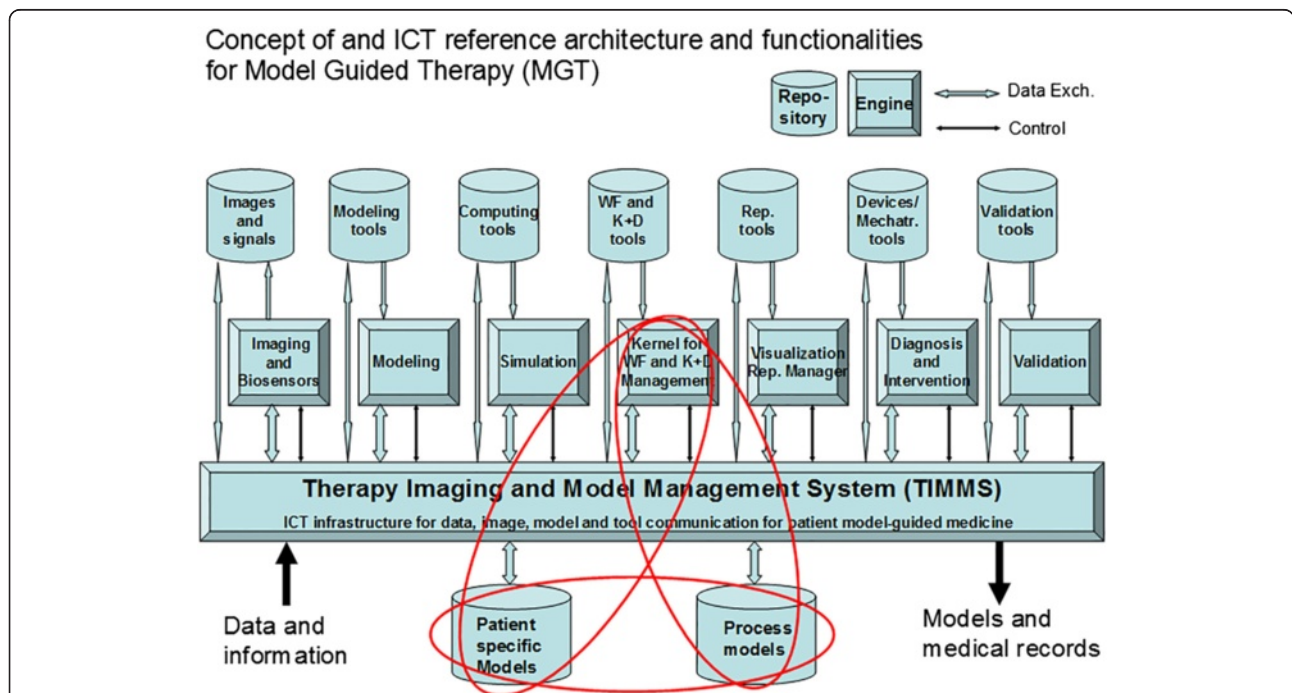 Concept of and ICT reference architecture and functionalities
for Model Guided Therapy (MGT)
Repo-
sitory
Engine
Data Exch.
Control
Images
and
signals
Modeling
tools
Computing
tools
WF and
K+D
tools
Rep.
tools
Devices/
Mechatr.
tools
Validation
tools
Imaging
and
Biosensors
Modeling
Simulation
Kernel for
WF and K+D
Management
Visualization
Rep. Manager
Diagnosis
and
Intervention
Validation
Therapy Imaging and Model Management System (TIMMS)
ICT infrastructure for data, image, model and tool communication for patient model-guided medicine
Data and
information
Patient
specific
Models
Process
models
Models and
medical records